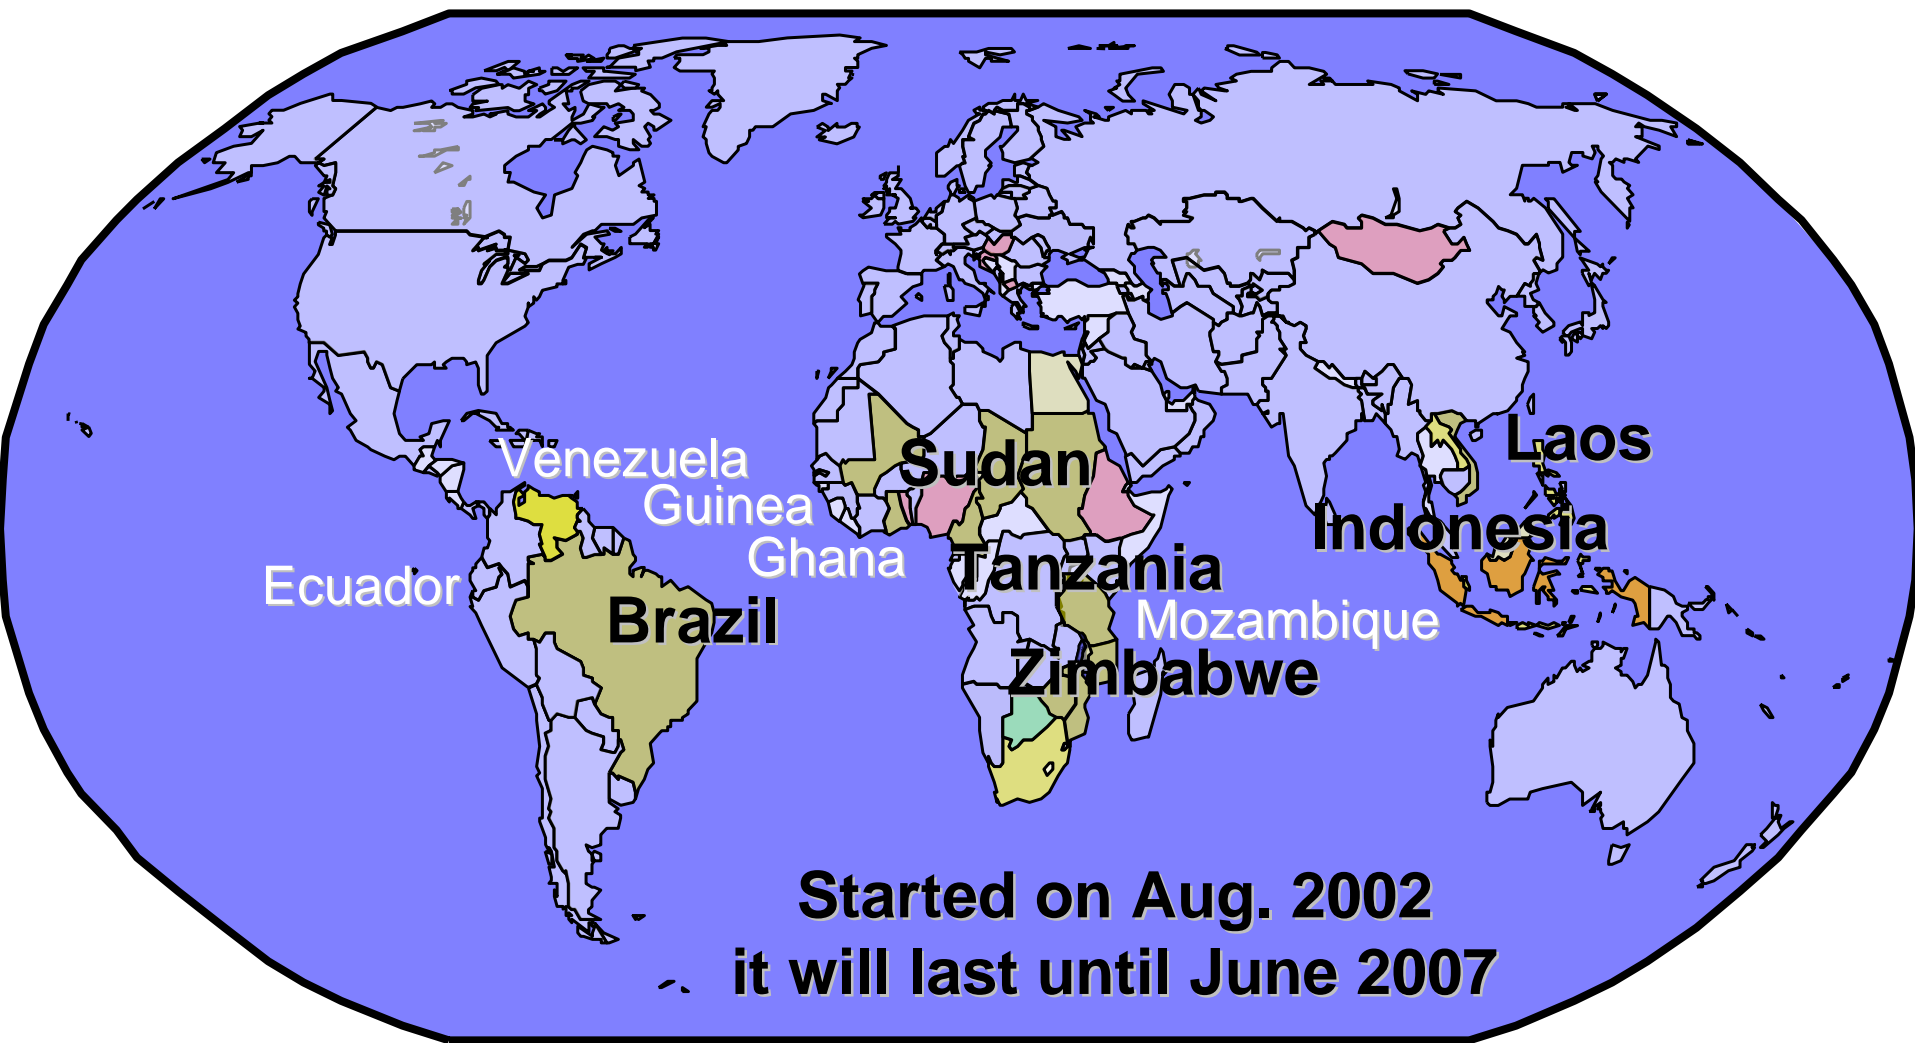 Laos
Sudan
Venezuela
Guinea
Indonesia
Ghana
Tanzania
Ecuador
Brazil
Mozambique
Zimbabwe
Started on Aug. 2002
it will last until June 2007